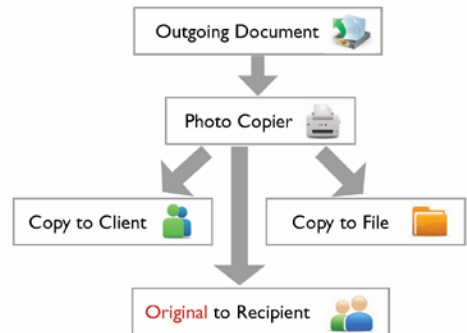 Outgoing Document
Photo Copier
Copy to Client
Copy to File
Original to Recipient